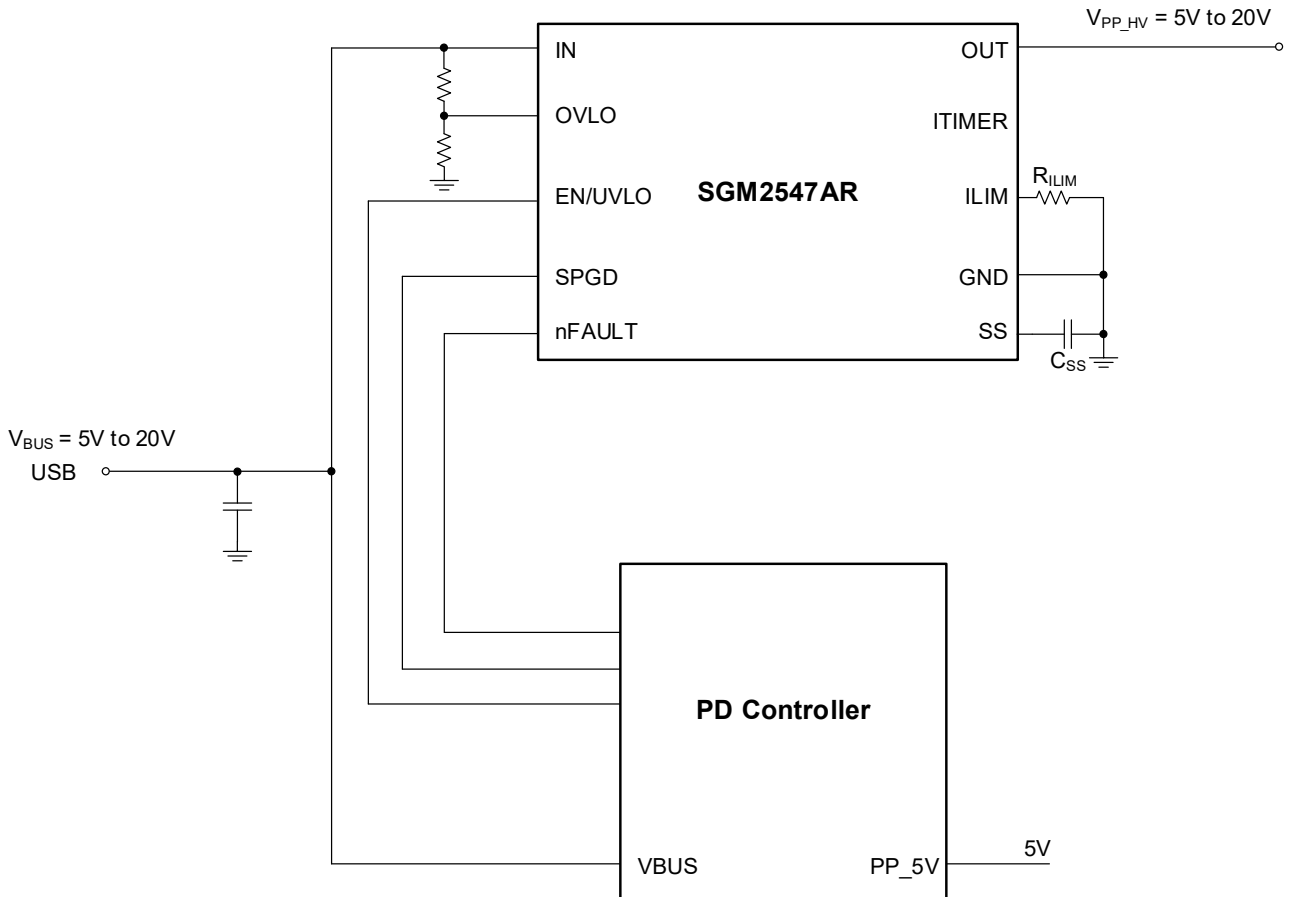 V_PP_HV = 5V to 20V
IN
OUT
OVLO
ITIMER
R_ILIM
EN/UVLO
SGM2547AR
ILIM
SPGD
GND
nFAULT
SS
C_SS
V_BUS = 5V to 20V
USB
PD Controller
VBUS
PP_5V
5V